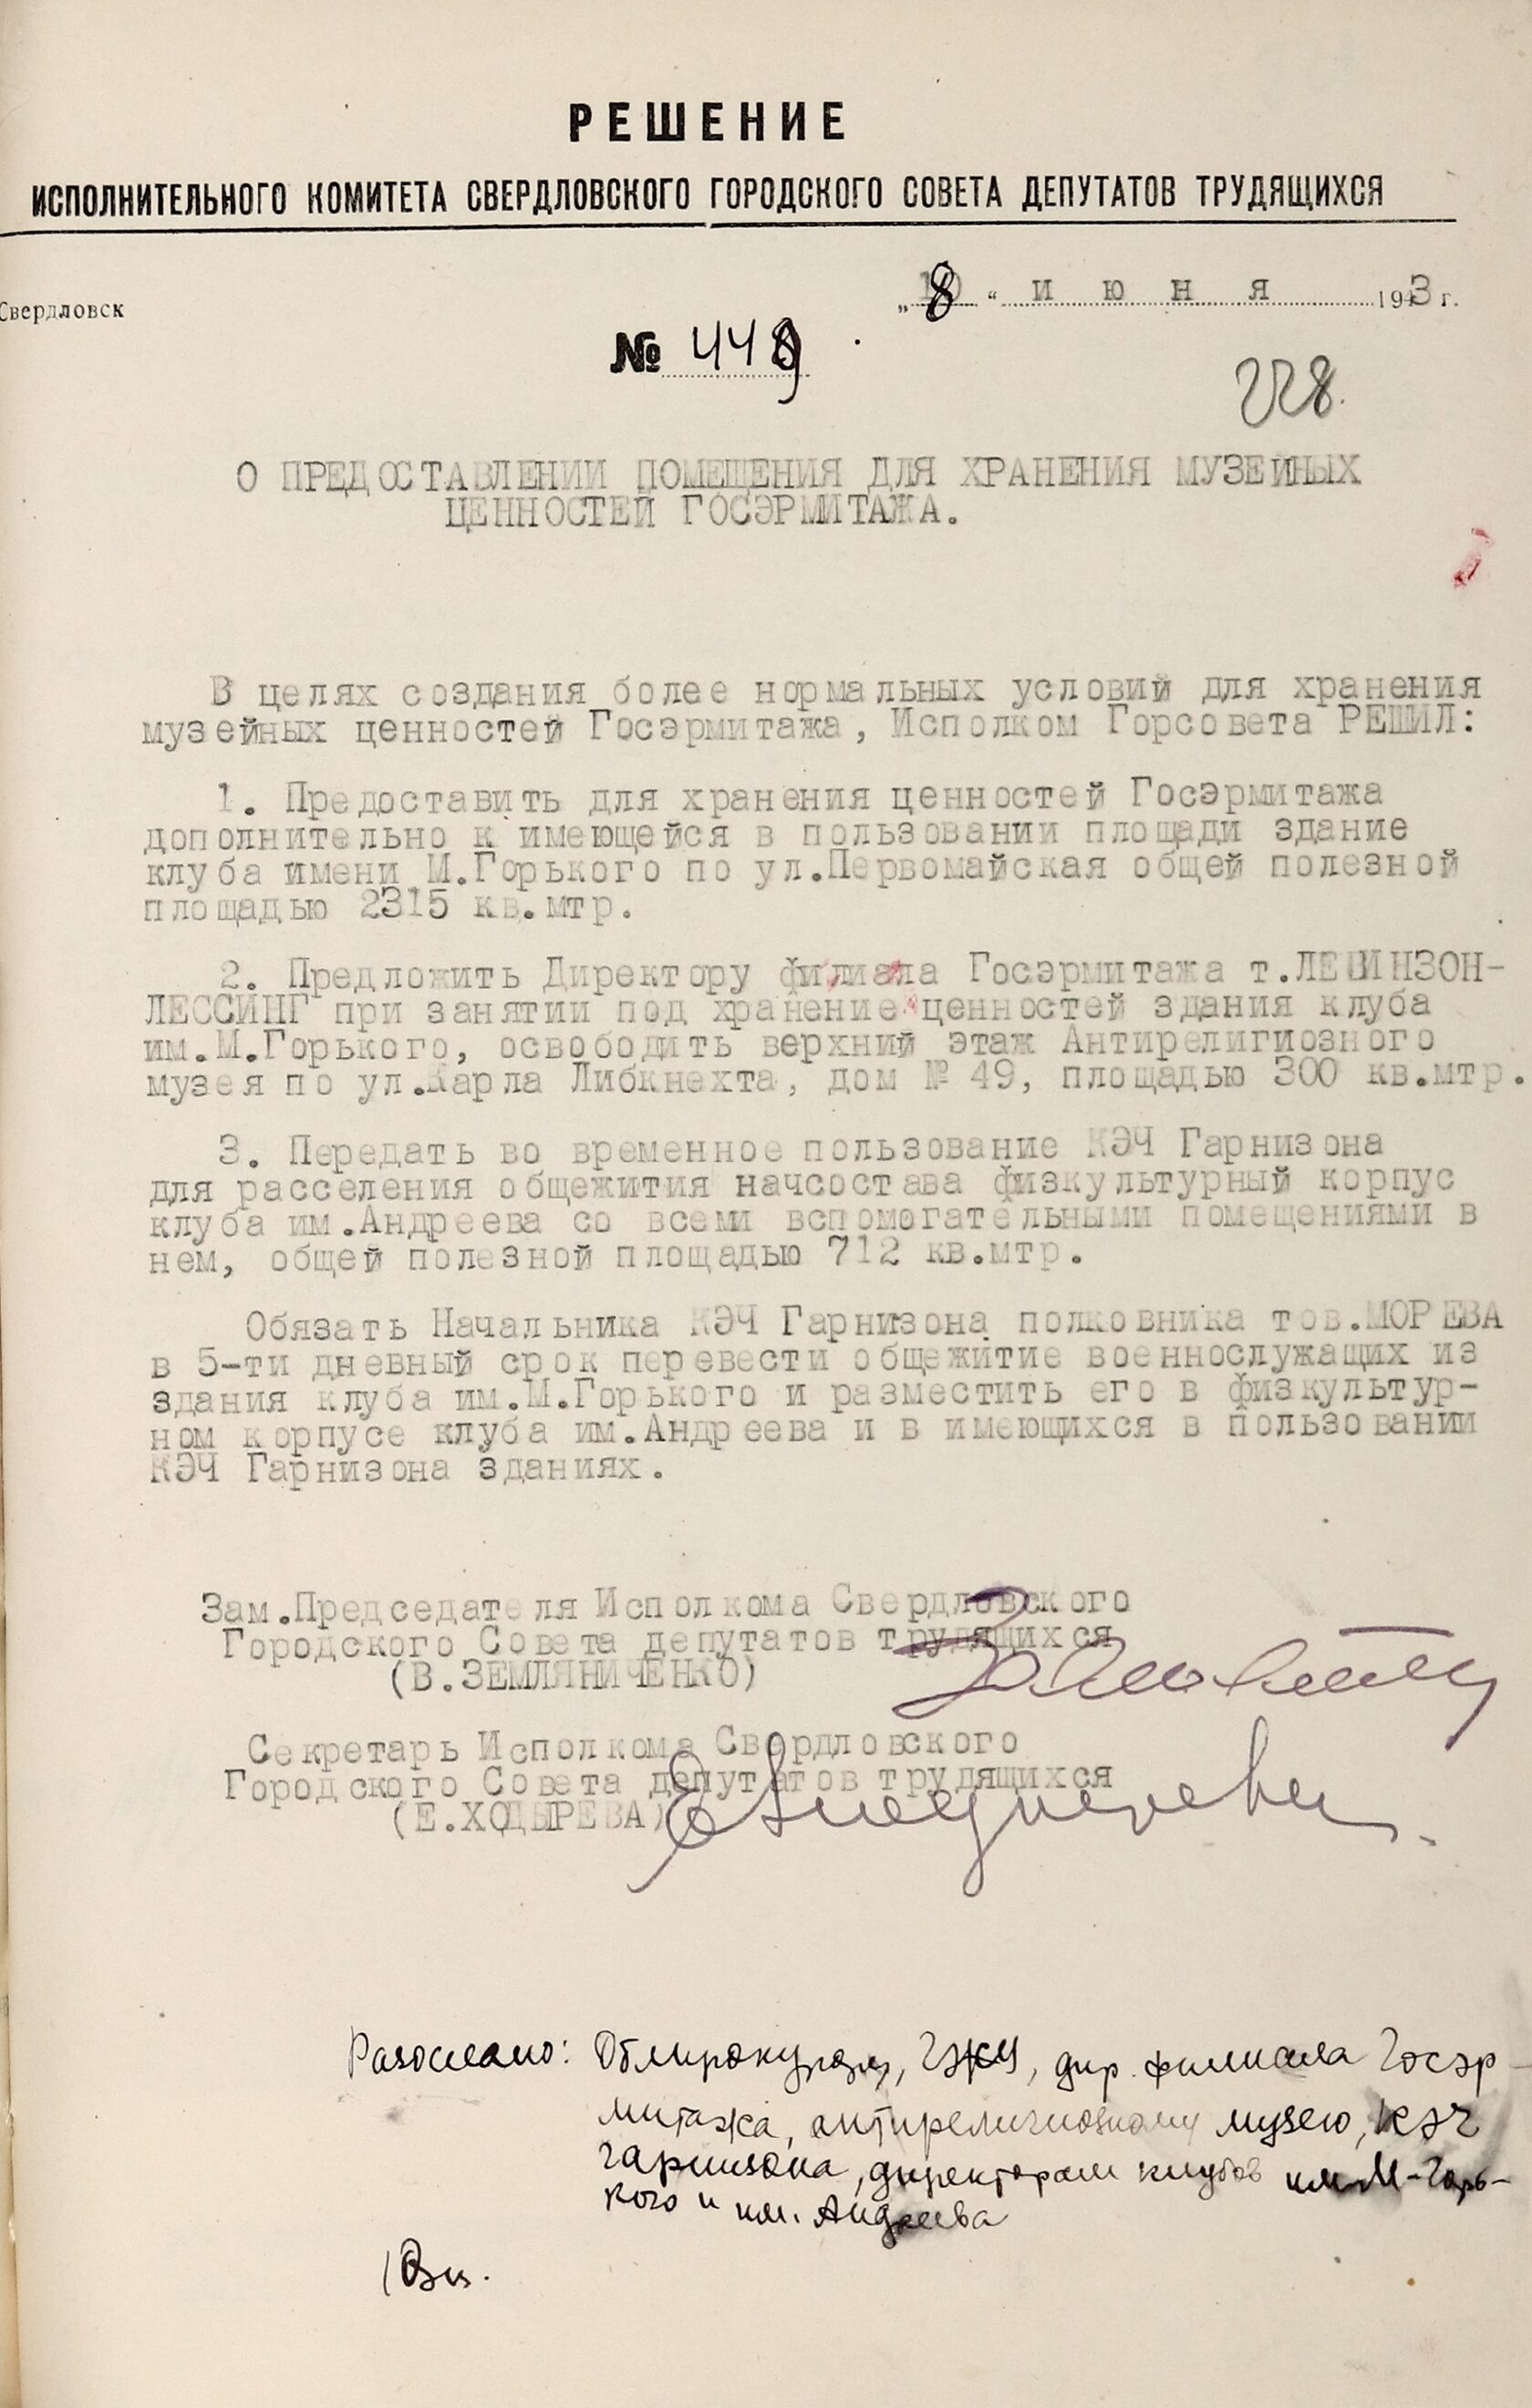 РЕШЕНИЕ
ИСПОЛНИТЕЛЬНОГО КОМИТЕТА СВЕРДЛОВСКОГО ГОРОДСКОГО СОВЕТА ДЕПУТАТОВ ТРУДЯЩИХСЯ
„8“ июня 1943 г.
Свердловск
№ 449
228.
О ПРЕДОСТАВЛЕНИИ ПОМЕЩЕНИЯ ДЛЯ ХРАНЕНИЯ МУЗЕЙНЫХ
ЦЕННОСТЕЙ ГОСЭРМИТАЖА.
В целях создания более нормальных условий для хранения
музейных ценностей Госэрмитажа, Исполком Горсовета РЕШИЛ:
1. Предоставить для хранения ценностей Госэрмитажа
дополнительно к имеющейся в пользовании площади здание
клуба имени М.Горького по ул.Первомайская общей полезной
площадью 2315 кв.мтр.
2. Предложить Директору филиала Госэрмитажа т.ЛЕВИНЗОН-
ЛЕССИНГ при занятии под хранение ценностей здания клуба
им.М.Горького, освободить верхний этаж Антирелигиозного
музея по ул.Карла Либкнехта, дом № 49, площадью 300 кв.мтр.
3. Передать во временное пользование КЭЧ Гарнизона
для расселения общежития начсостава физкультурный корпус
клуба им.Андреева со всеми вспомогательными помещениями в
нем, общей полезной площадью 712 кв.мтр.
Обязать Начальника КЭЧ Гарнизона полковника тов.МОРЕВА
в 5-ти дневный срок перевести общежитие военнослужащих из
здания клуба им.М.Горького и разместить его в физкультур-
ном корпусе клуба им.Андреева и в имеющихся в пользовании
КЭЧ Гарнизона зданиях.
Зам.Председателя Исполкома Свердловского
Городского Совета депутатов трудящихся
(В.ЗЕМЛЯНИЧЕНКО)
Секретарь Исполкома Свердловского
Городского Совета депутатов трудящихся
(Е.ХОДЫРЕВА)
Разослано: Облпрокурору, ГЖУ, дир. филиала Госэр-
митажа, антирелигиозному музею, КЭЧ
гарнизона, директорам клубов им М-Горь-
кого и им. Андреева